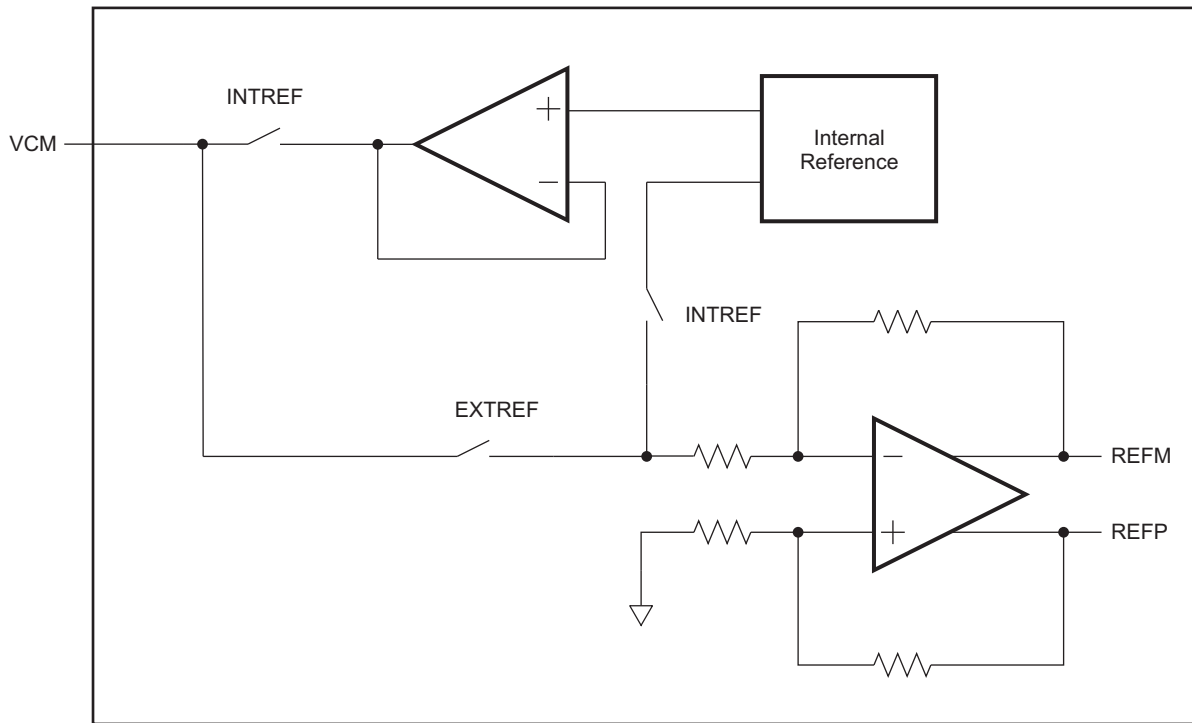 INTREF
VCM
+
−
Internal
Reference
INTREF
EXTREF
−
REFM
+
REFP